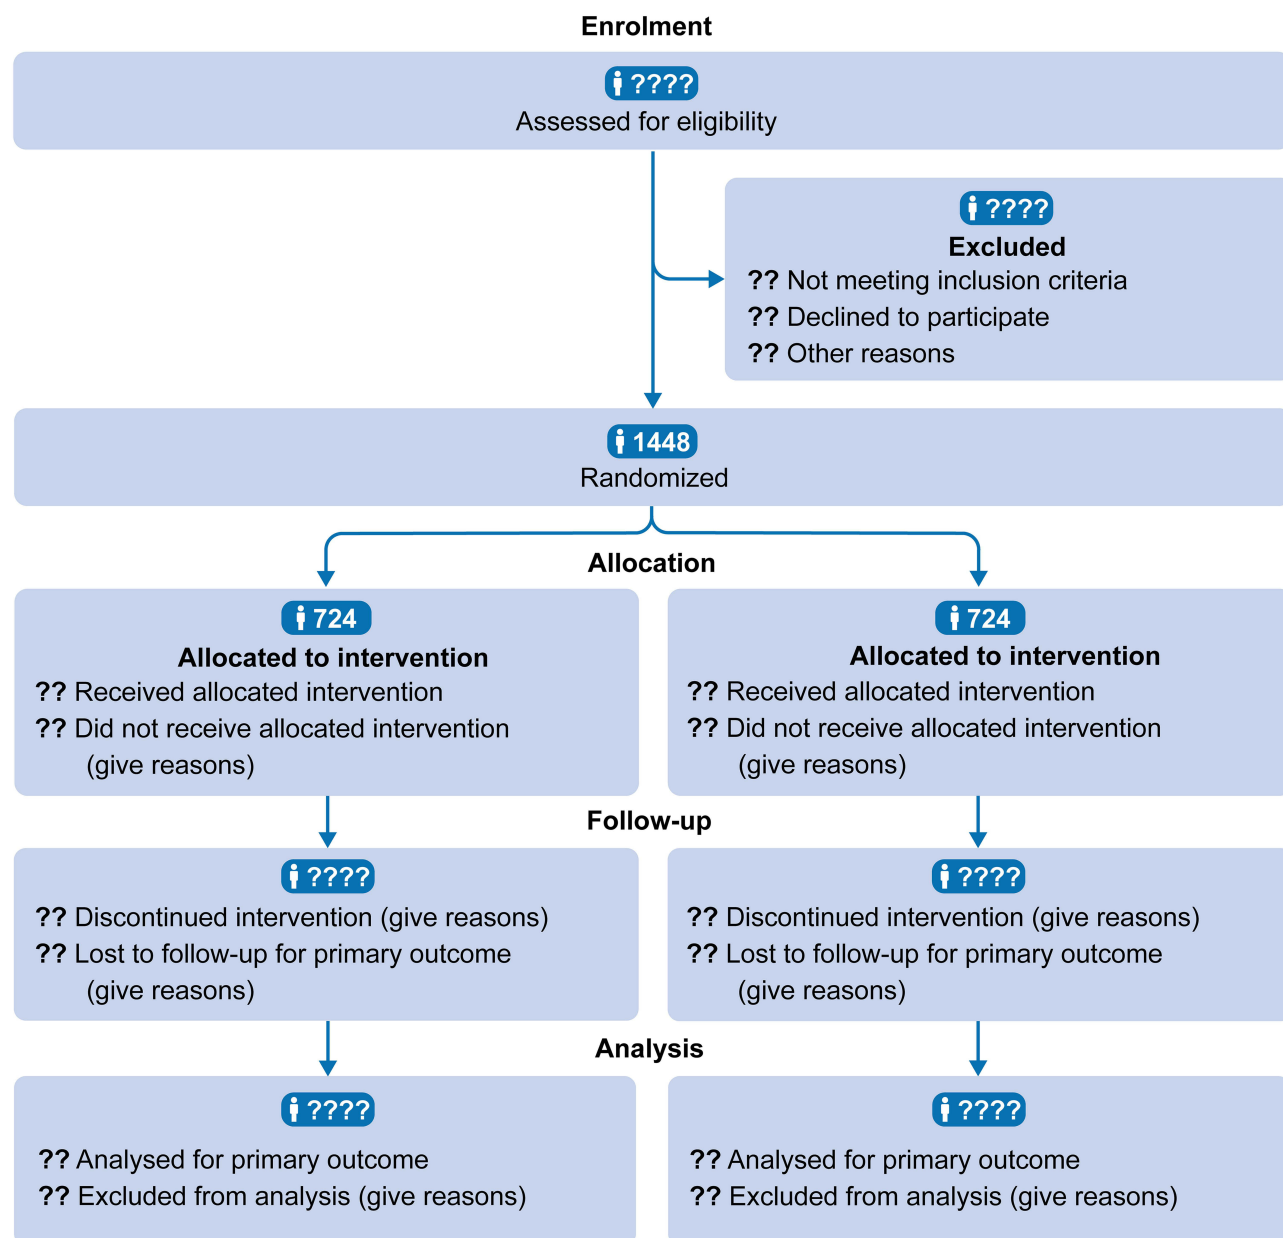 Enrolment
????
Assessed for eligibility
????
Excluded
?? Not meeting inclusion criteria
?? Declined to participate
?? Other reasons
1448
Randomized
Allocation
724
Allocated to intervention
?? Received allocated intervention
?? Did not receive allocated intervention
(give reasons)
724
Allocated to intervention
?? Received allocated intervention
?? Did not receive allocated intervention
(give reasons)
Follow-up
????
?? Discontinued intervention (give reasons)
?? Lost to follow-up for primary outcome
(give reasons)
????
?? Discontinued intervention (give reasons)
?? Lost to follow-up for primary outcome
(give reasons)
Analysis
????
?? Analysed for primary outcome
?? Excluded from analysis (give reasons)
????
?? Analysed for primary outcome
?? Excluded from analysis (give reasons)